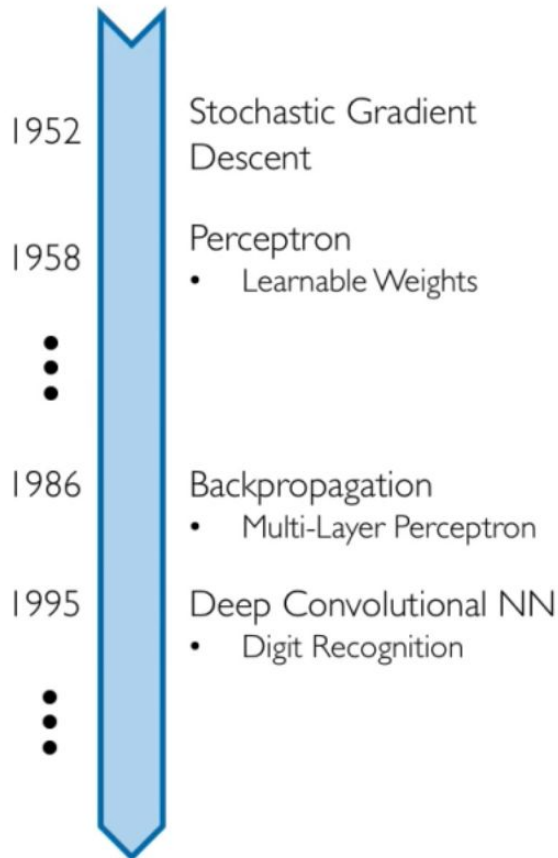 1952
Stochastic Gradient
Descent
1958
Perceptron
• Learnable Weights
1986
Backpropagation
• Multi-Layer Perceptron
1995
Deep Convolutional NN
• Digit Recognition